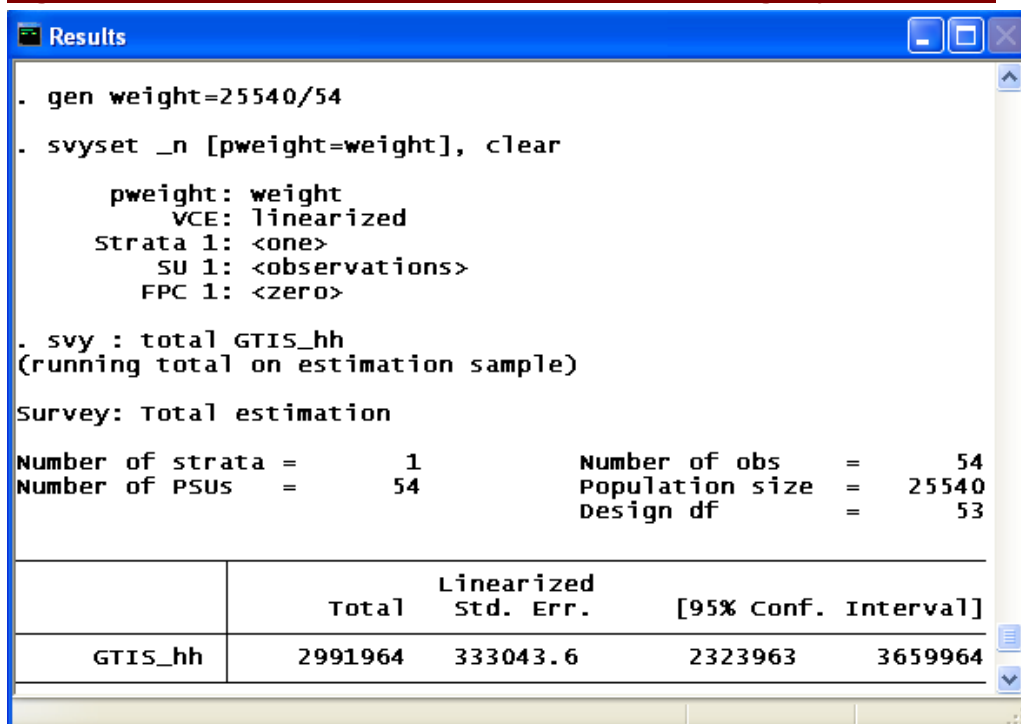 Results
. gen weight=25540/54
. svyset _n [pweight=weight], clear
pweight: weight
VCE: linearized
Strata 1: <one>
SU 1: <observations>
FPC 1: <zero>
. svy : total GTIS_hh
(running total on estimation sample)
Survey: Total estimation
Number of strata = 1 Number of obs = 54
Number of PSUs = 54 Population size = 25540
Design df = 53
Linearized
Total Std. Err. [95% Conf. Interval]
GTIS_hh 2991964 333043.6 2323963 3659964